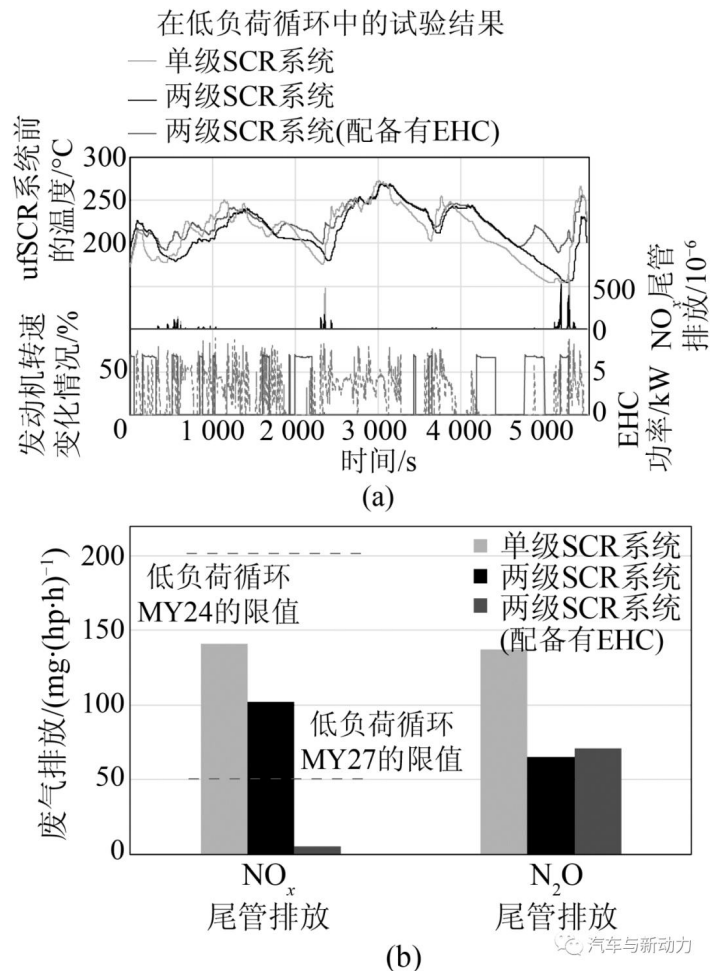 在低负荷循环中的试验结果
单级SCR系统
两级SCR系统
两级SCR系统(配备有EHC)
ufSCR系统前
的温度/°C
300
250
200
发动机转速
变化情况/%
50
0
500
0
NOx尾管
排放/10⁻⁶
5
0
EHC
功率/kW
0 1 000 2 000 3 000 4 000 5 000
时间/s
(a)
废气排放/(mg·(hp·h)⁻¹)
200
150
100
50
0
低负荷循环
MY24的限值
单级SCR系统
两级SCR系统
两级SCR系统
(配备有EHC)
低负荷循环
MY27的限值
NOx
尾管排放
N₂O
尾管排放
(b)
汽车与新动力